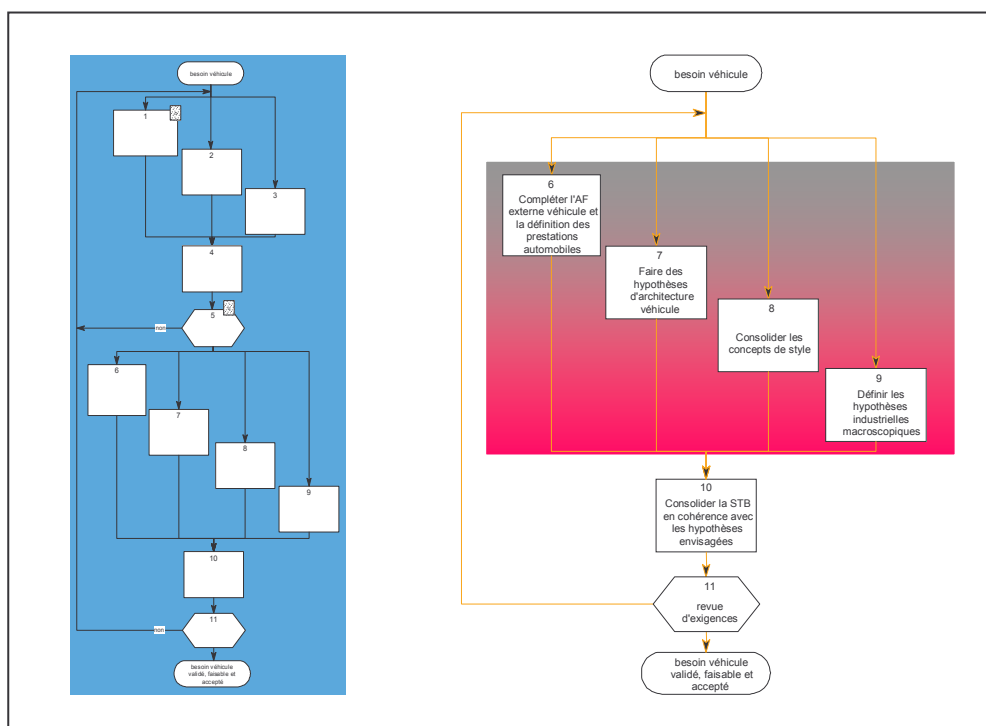 besoin véhicule
1
2
3
4
5
non
6
7
8
9
10
11
non
besoin véhicule
validé, faisable et
accepté
besoin véhicule
6
Compléter l'AF
externe véhicule et
la définition des
prestations
automobiles
7
Faire des
hypothèses
d'architecture
véhicule
8
Consolider les
concepts de style
9
Définir les
hypothèses
industrielles
macroscopiques
10
Consolider la STB
en cohérence avec
les hypothèses
envisagées
11
revue
d'exigences
besoin véhicule
validé, faisable et
accepté